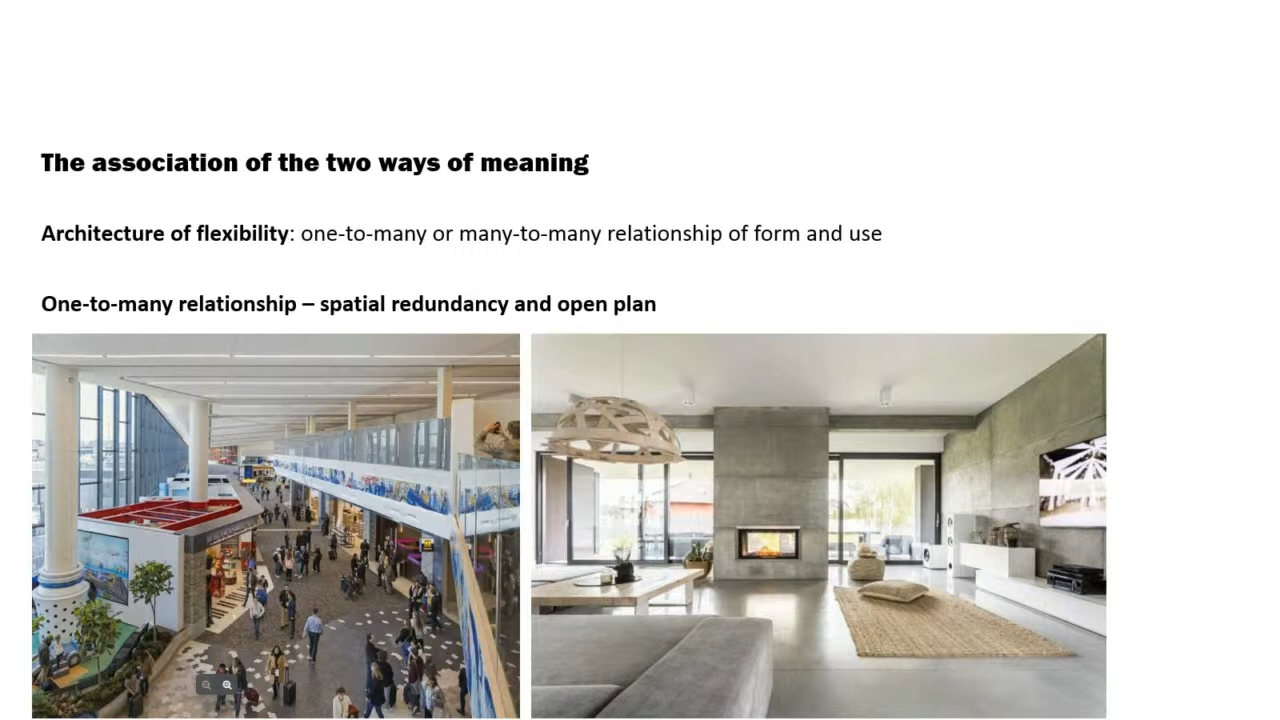 The association of the two ways of meaning
Architecture of flexibility: one-to-many or many-to-many relationship of form and use
One-to-many relationship – spatial redundancy and open plan